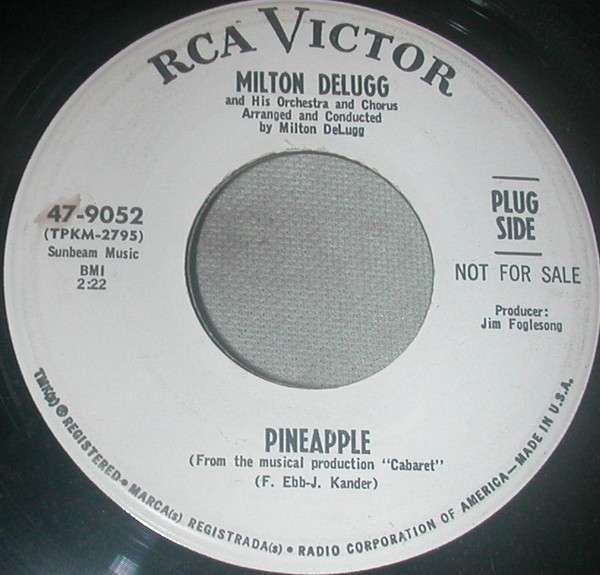 RCA VICTOR
MILTON DELUGG
and His Orchestra and Chorus
Arranged and Conducted
by Milton DeLugg
47-9052
(TPKM-2795)
Sunbeam Music
BMI
2:22
PLUG
SIDE
NOT FOR SALE
Producer:
Jim Foglesong
PINEAPPLE
(From the musical production "Cabaret")
(F. Ebb-J. Kander)
TMK(s) ® REGISTERED • MARCA(s) REGISTRADA(s) • RADIO CORPORATION OF AMERICA—MADE IN U.S.A.